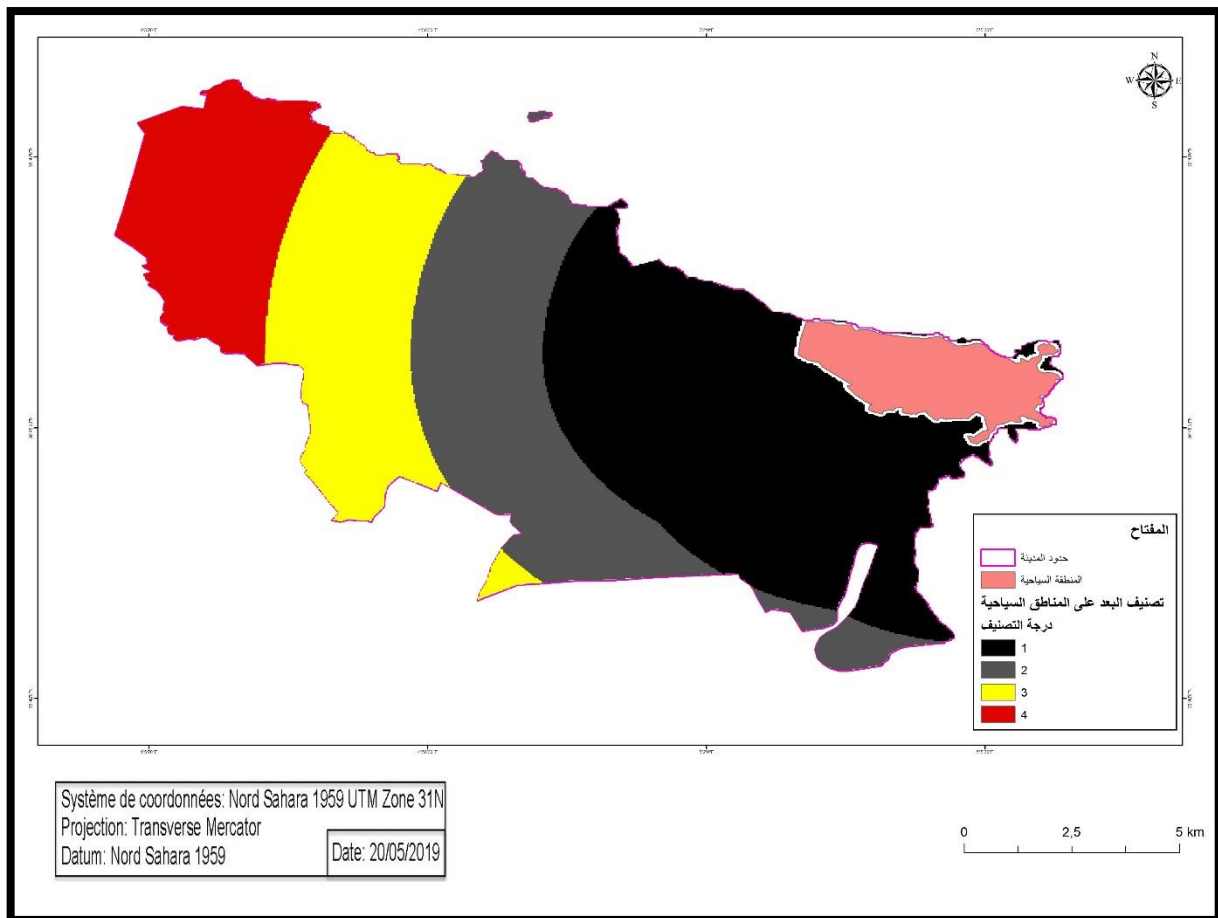 N
W E
S
المفتاح
حدود المدينة
المنطقة السياحية
تصنيف البعد على المناطق السياحية
درجة التصنيف
1
2
3
4
Système de coordonnées: Nord Sahara 1959 UTM Zone 31N
Projection: Transverse Mercator
Datum: Nord Sahara 1959
Date: 20/05/2019
0 2,5 5 km